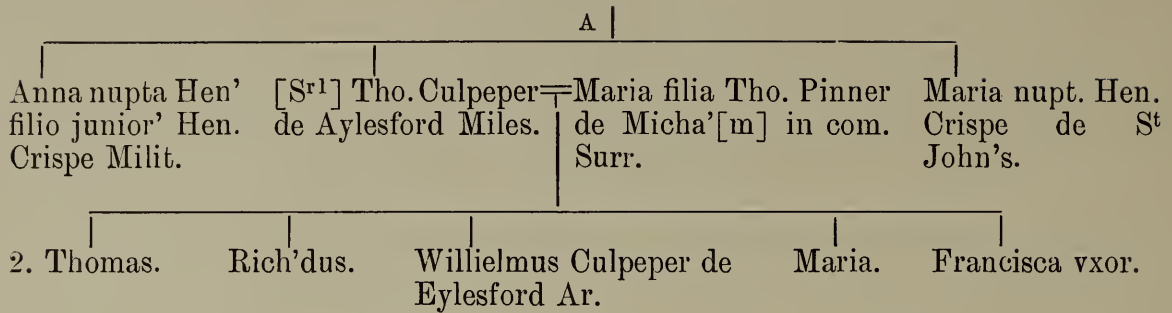 A
Anna nupta Hen'
filio junior' Hen.
Crispe Milit.
[Sʳ¹] Tho. Culpeper
de Aylesford Miles.
Maria filia Tho. Pinner
de Micha'[m] in com.
Surr.
Maria nupt. Hen.
Crispe de Sᵗ
John's.
2. Thomas.
Rich'dus.
Willielmus Culpeper de
Eylesford Ar.
Maria.
Francisca vxor.